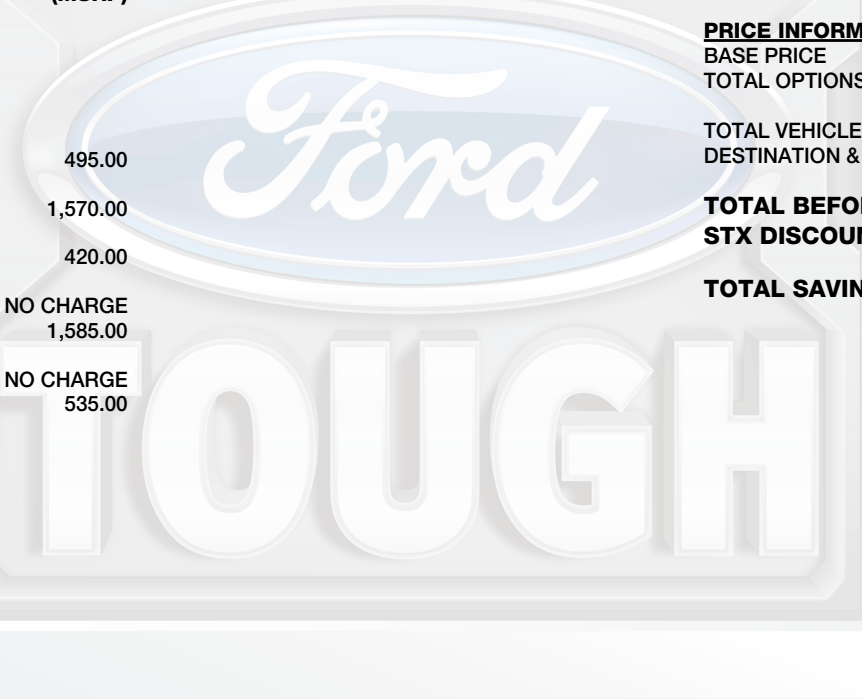 495.00
1,570.00
420.00
NO CHARGE
1,585.00
NO CHARGE
535.00
PRICE INFORM
BASE PRICE
TOTAL OPTIONS
TOTAL VEHICLE
DESTINATION &
TOTAL BEFO
STX DISCOU
TOTAL SAVIN
Ford
TOUGH